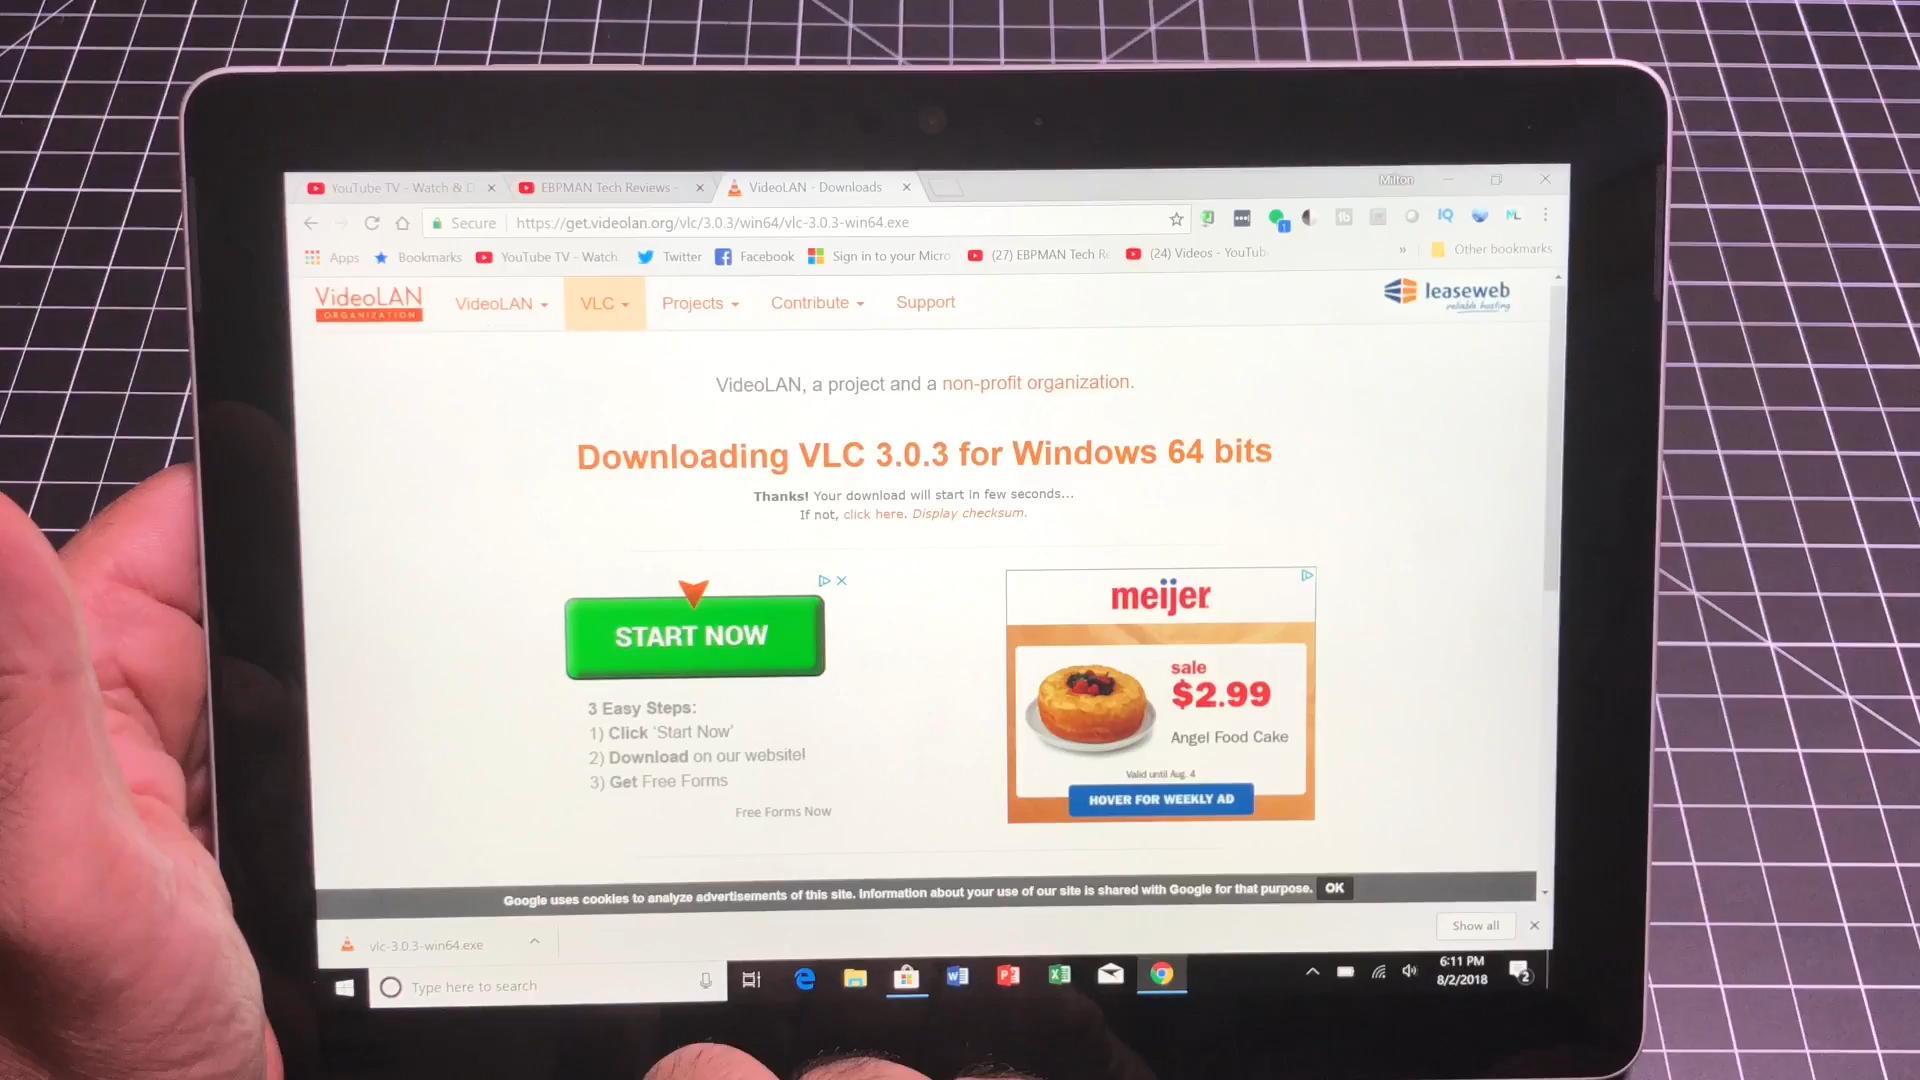 YouTube TV - Watch & D
EBPMAN Tech Reviews -
VideoLAN - Downloads
Milton
Secure
https://get.videolan.org/vlc/3.0.3/win64/vlc-3.0.3-win64.exe
1
IQ
NL
Apps
Bookmarks
YouTube TV - Watch
Twitter
Facebook
Sign in to your Micro
(27) EBPMAN Tech Re
(24) Videos - YouTub
»
Other bookmarks
VideoLAN
ORGANIZATION
VideoLAN
VLC
Projects
Contribute
Support
leaseweb
reliable hosting
VideoLAN, a project and a non-profit organization.
Downloading VLC 3.0.3 for Windows 64 bits
Thanks! Your download will start in few seconds...
If not, click here. Display checksum.
START NOW
3 Easy Steps:
1) Click 'Start Now'
2) Download on our website!
3) Get Free Forms
Free Forms Now
meijer
sale
$2.99
Angel Food Cake
Valid until Aug. 4
HOVER FOR WEEKLY AD
Google uses cookies to analyze advertisements of this site. Information about your use of our site is shared with Google for that purpose.
OK
vlc-3.0.3-win64.exe
Show all
Type here to search
6:11 PM
8/2/2018
2